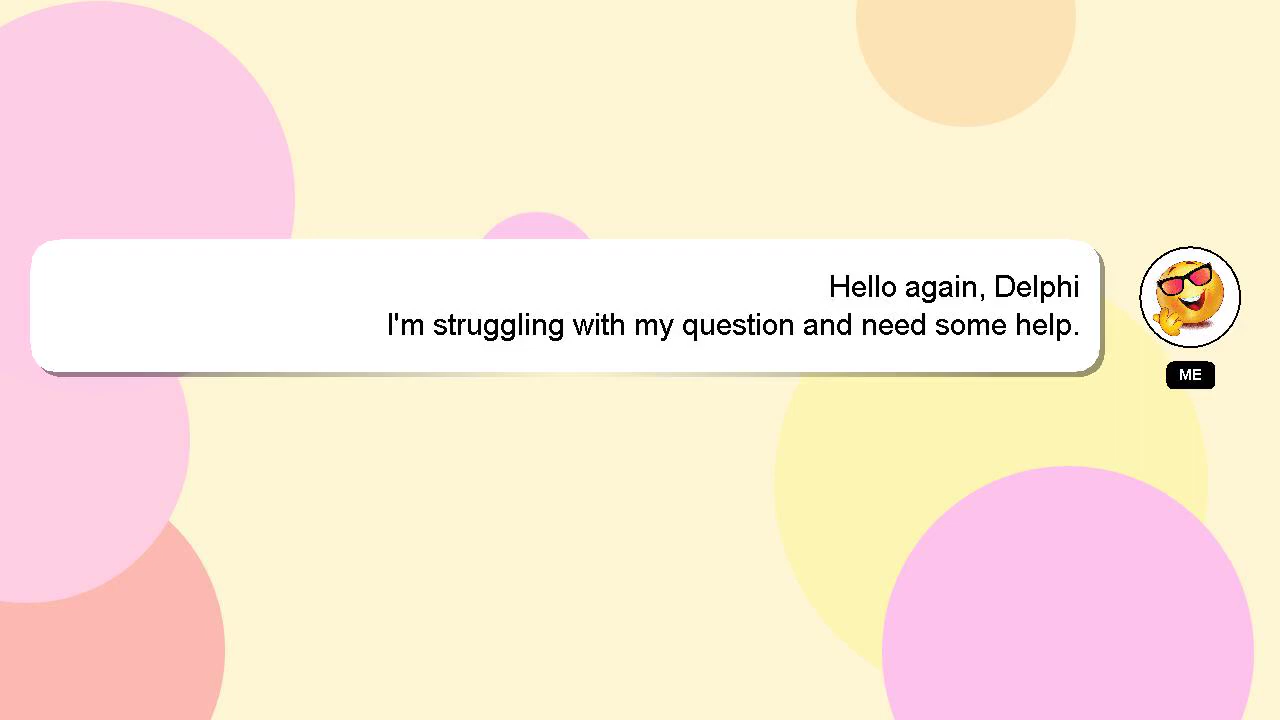 Hello again, Delphi
I'm struggling with my question and need some help.
ME